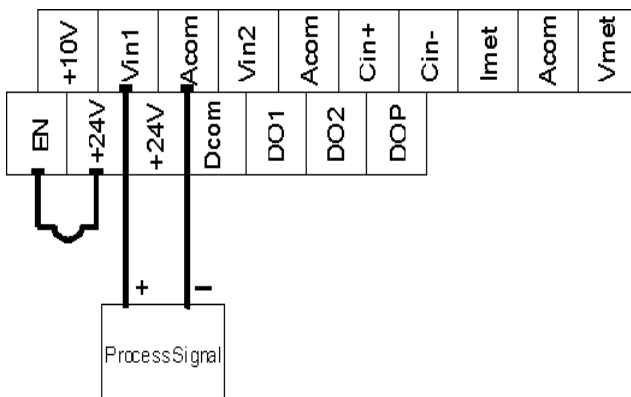 +10V Vin1 Acom Vin2 Acom Cin+ Cin- Imet Acom Vmet
EN +24V +24V Dcom DO1 DO2 DOP
+ -
ProcessSignal